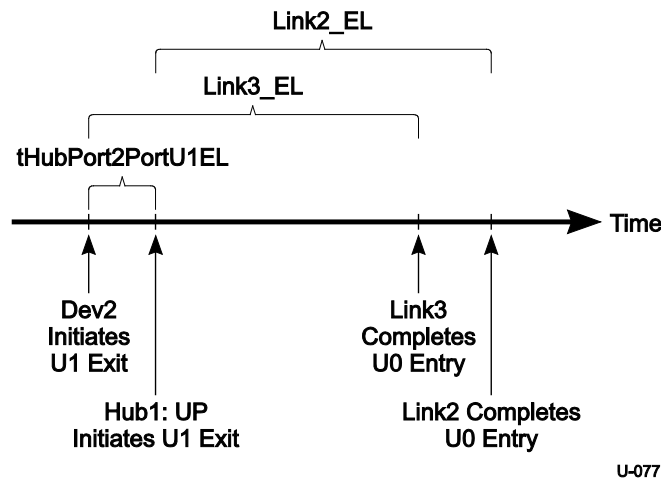 Link2_EL
Link3_EL
tHubPort2PortU1EL
Time
Dev2
Initiates
U1 Exit
Link3
Completes
U0 Entry
Hub1: UP
Initiates U1 Exit
Link2 Completes
U0 Entry
U-077